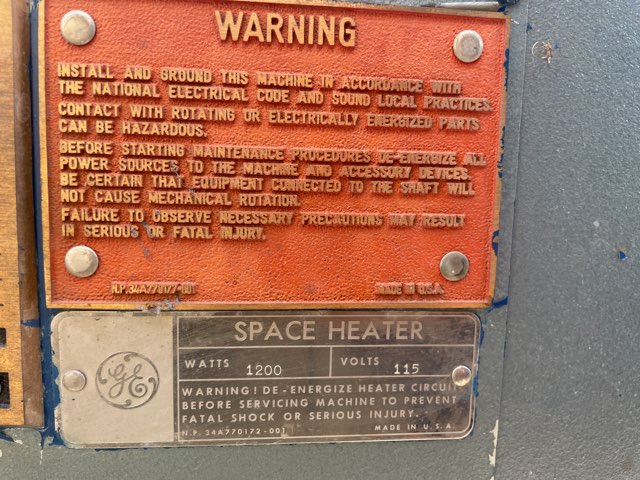 WARNING
INSTALL AND GROUND THIS MACHINE IN ACCORDANCE WITH
THE NATIONAL ELECTRICAL CODE AND SOUND LOCAL PRACTICES.
CONTACT WITH ROTATING OR ELECTRICALLY ENERGIZED PARTS
CAN BE HAZARDOUS.
BEFORE STARTING MAINTENANCE PROCEDURES DE-ENERGIZE ALL
POWER SOURCES TO THE MACHINE AND ACCESSORY DEVICES.
BE CERTAIN THAT EQUIPMENT CONNECTED TO THE SHAFT WILL
NOT CAUSE MECHANICAL ROTATION.
FAILURE TO OBSERVE NECESSARY PRECAUTIONS MAY RESULT
IN SERIOUS OR FATAL INJURY.
N.P. 34A770177-001 MADE IN U.S.A.
GE
SPACE HEATER
WATTS 1200 VOLTS 115
WARNING! DE-ENERGIZE HEATER CIRCUIT
BEFORE SERVICING MACHINE TO PREVENT
FATAL SHOCK OR SERIOUS INJURY.
N.P. 34A770172-001 MADE IN U.S.A.